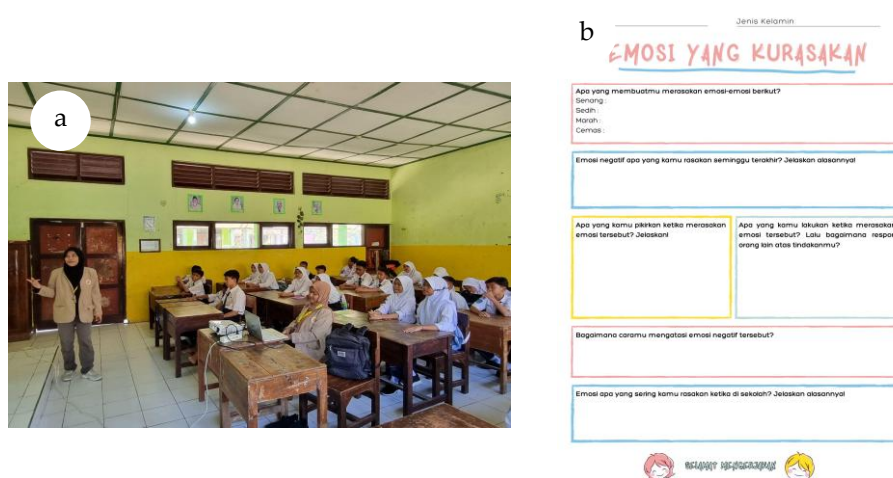 a
b
Jenis Kelamin
EMOSI YANG KURASAKAN
Apa yang membuatmu merasakan emosi-emosi berikut?
Senang :
Sedih :
Marah :
Cemas :
Emosi negatif apa yang kamu rasakan seminggu terakhir? Jelaskan alasannya!
Apa yang kamu pikirkan ketika merasakan
emosi tersebut? Jelaskan!
Apa yang kamu lakukan ketika merasakan
emosi tersebut? Lalu bagaimana respon
orang lain atas tindakanmu?
Bagaimana caramu mengatasi emosi negatif tersebut?
Emosi apa yang sering kamu rasakan ketika di sekolah? Jelaskan alasannya!
SELAMAT MENGERJAKAN